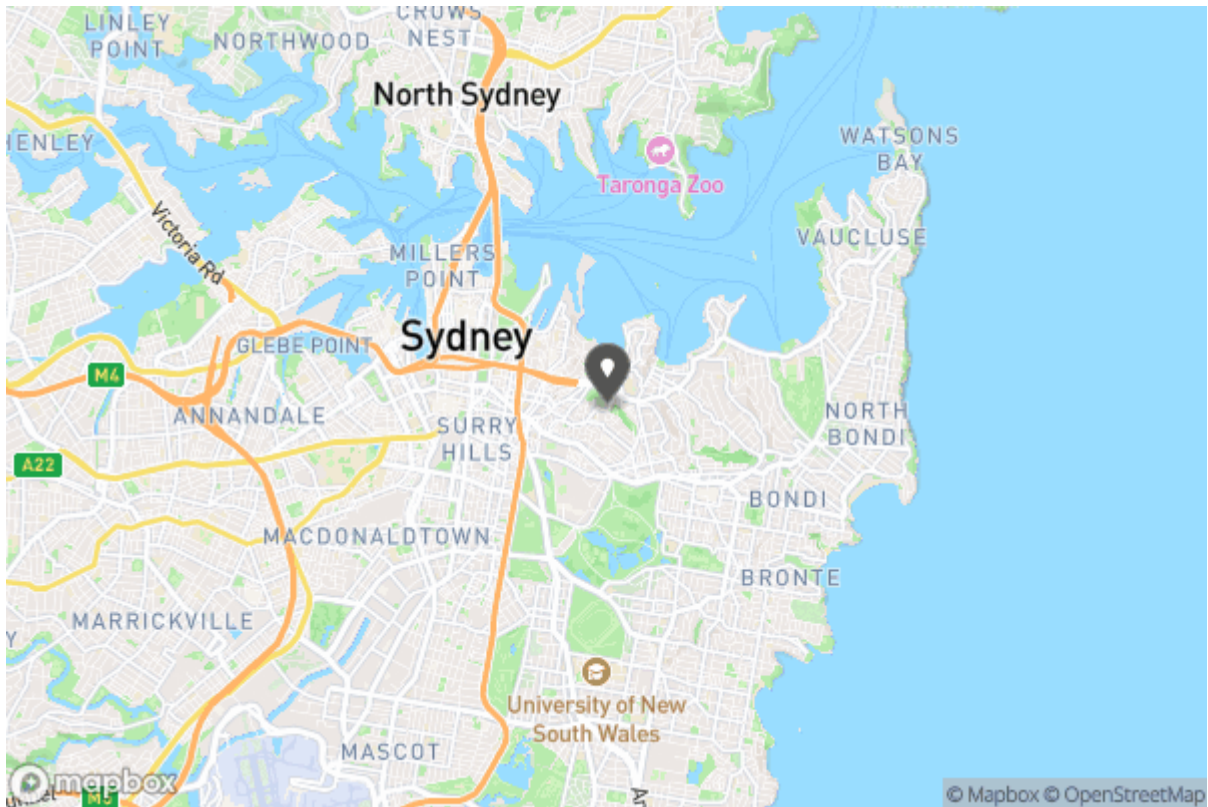 CROWS
NEST
LINLEY
POINT
NORTHWOOD
North Sydney
HENLEY
WATSONS
BAY
Taronga Zoo
Victoria Rd
VAUCLUSE
MILLERS
POINT
Sydney
GLEBE POINT
M4
ANNANDALE
NORTH
BONDI
SURRY
HILLS
A22
BONDI
MACDONALDTOWN
BRONTE
MARRICKVILLE
Y
University of New
South Wales
MASCOT
mapbox
M5
© Mapbox © OpenStreetMap